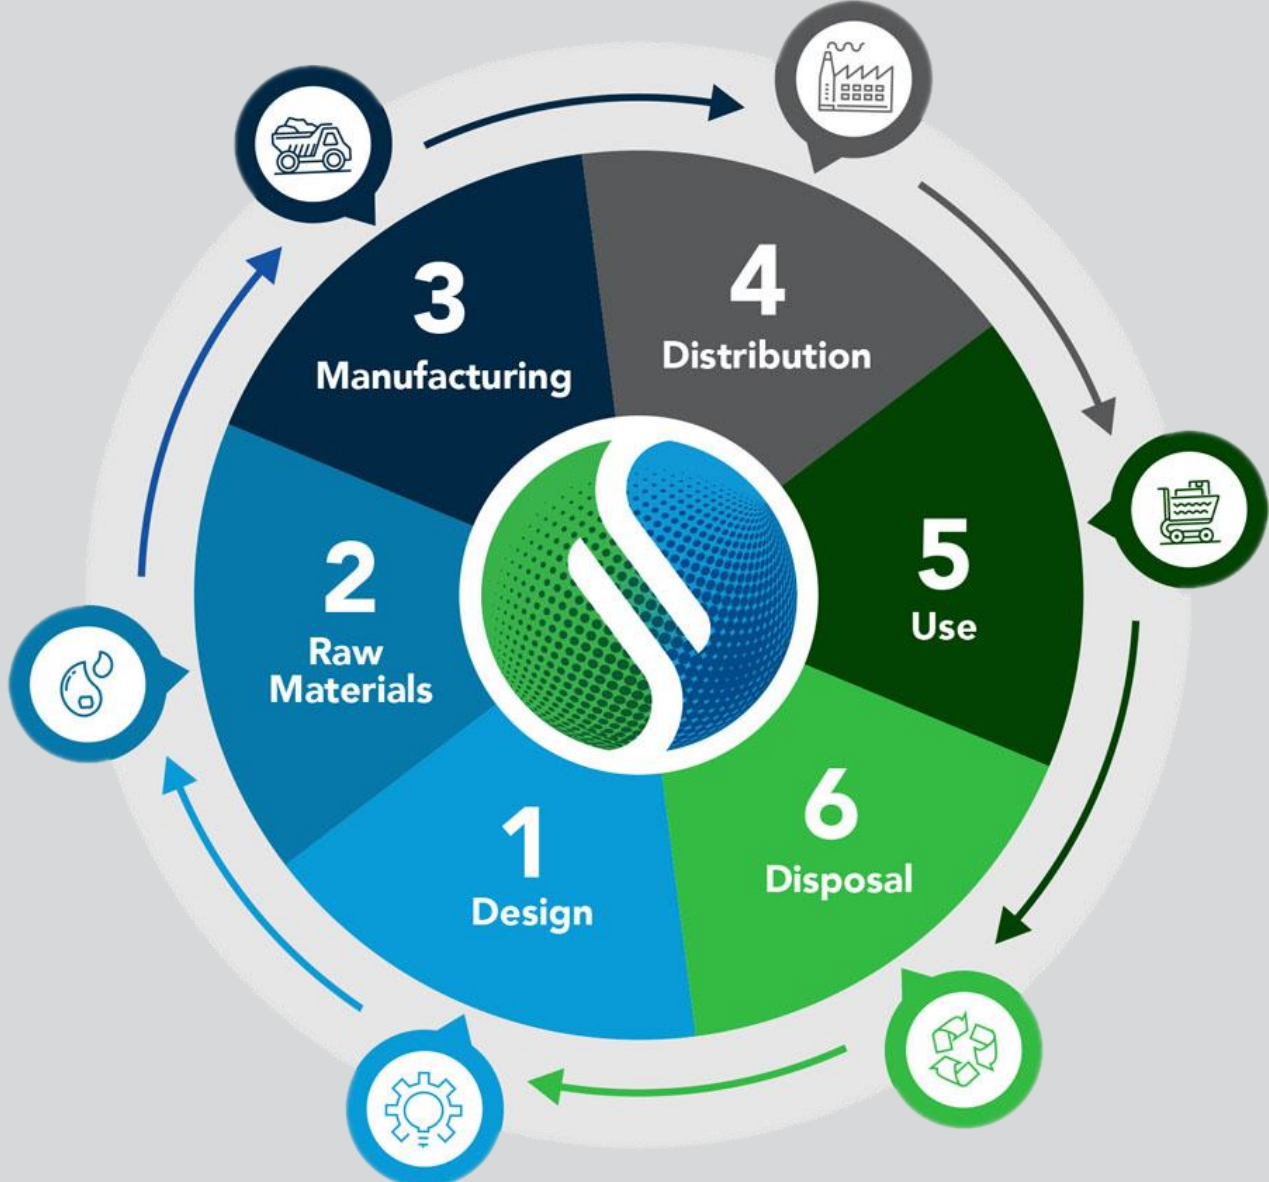 1
Design
2
Raw
Materials
3
Manufacturing
4
Distribution
5
Use
6
Disposal